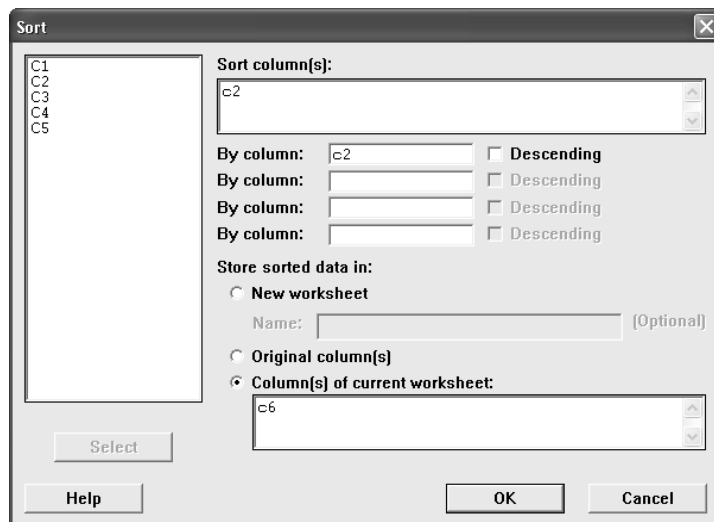 Sort
C1
C2
C3
C4
C5
Sort column(s):
c2
By column: c2 Descending
By column: Descending
By column: Descending
By column: Descending
Store sorted data in:
New worksheet
Name: (Optional)
Original column(s)
Column(s) of current worksheet:
c6
Select
Help OK Cancel